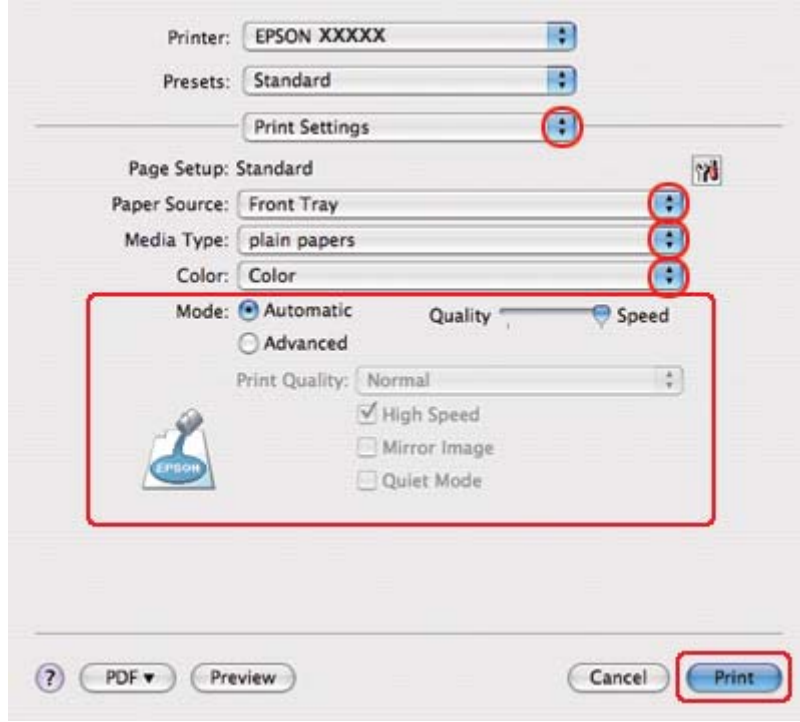 Printer: EPSON XXXXX
Presets: Standard
Print Settings
Page Setup: Standard
Paper Source: Front Tray
Media Type: plain papers
Color: Color
Mode: Automatic Quality Speed
Advanced
Print Quality: Normal
High Speed
Mirror Image
EPSON
Quiet Mode
? PDF Preview Cancel Print